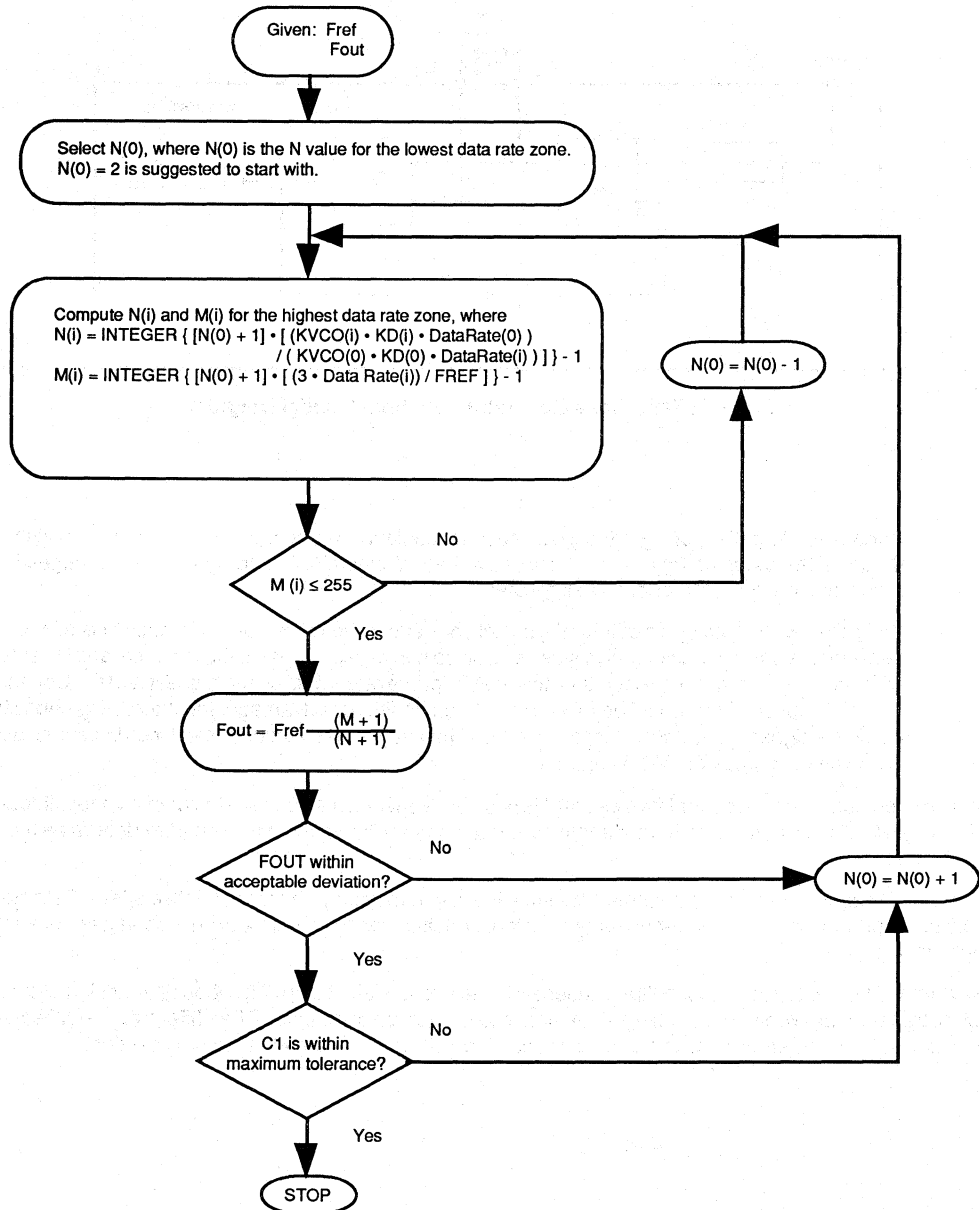 Given: Fref
Fout
Select N(0), where N(0) is the N value for the lowest data rate zone.
N(0) = 2 is suggested to start with.
Compute N(i) and M(i) for the highest data rate zone, where
N(i) = INTEGER { [N(0) + 1] • [ (KVCO(i) • KD(i) • DataRate(0) )
/ ( KVCO(0) • KD(0) • DataRate(i) ) ] } - 1
M(i) = INTEGER { [N(0) + 1] • [ (3 • Data Rate(i)) / FREF ] } - 1
N(0) = N(0) - 1
No
M (i) ≤ 255
Yes
Fout = Fref (M + 1)
(N + 1)
No
FOUT within
acceptable deviation?
N(0) = N(0) + 1
Yes
No
C1 is within
maximum tolerance?
Yes
STOP